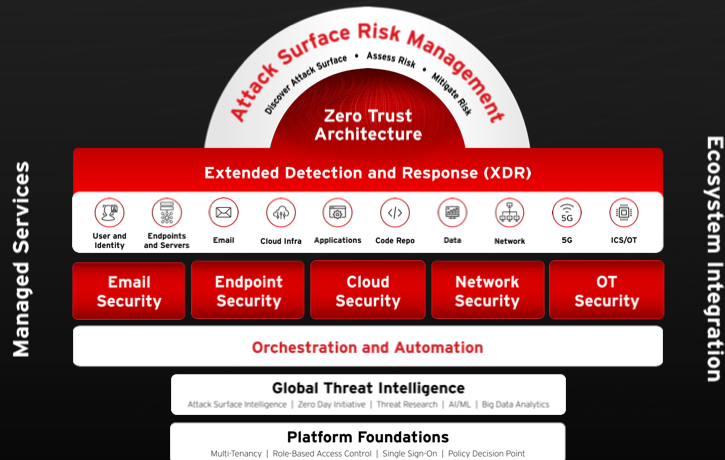 Attack Surface Risk Management
Discover Attack Surface • Assess Risk • Mitigate Risk
Zero Trust
Architecture
Managed Services
Ecosystem Integration
Extended Detection and Response (XDR)
User and
Identity
Endpoints
and Servers
Email
Cloud Infra
Applications
Code Repo
Data
Network
5G
5G
ICS/OT
Email
Security
Endpoint
Security
Cloud
Security
Network
Security
OT
Security
Orchestration and Automation
Global Threat Intelligence
Attack Surface Intelligence | Zero Day Initiative | Threat Research | AI/ML | Big Data Analytics
Platform Foundations
Multi-Tenancy | Role-Based Access Control | Single Sign-On | Policy Decision Point